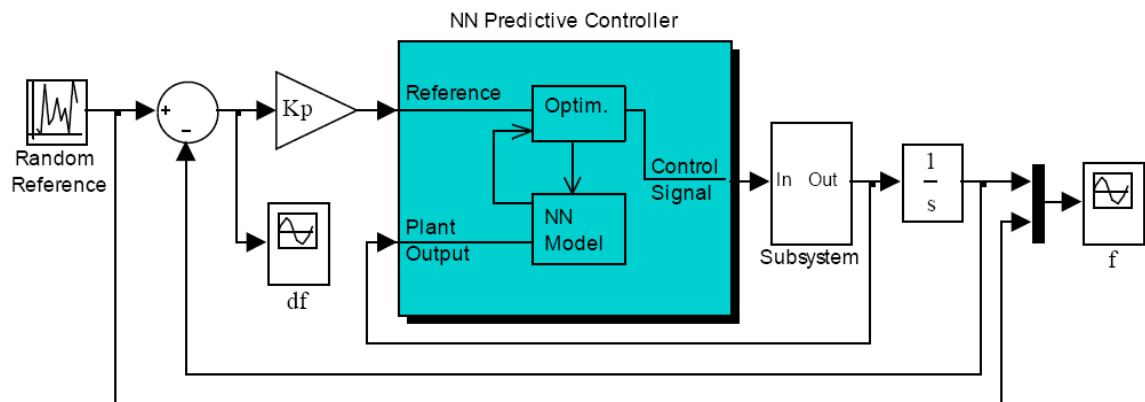 NN Predictive Controller
Random
Reference
+
-
Kp
df
Reference
Plant
Output
Optim.
NN
Model
Control
Signal
In Out
Subsystem
1
s
f